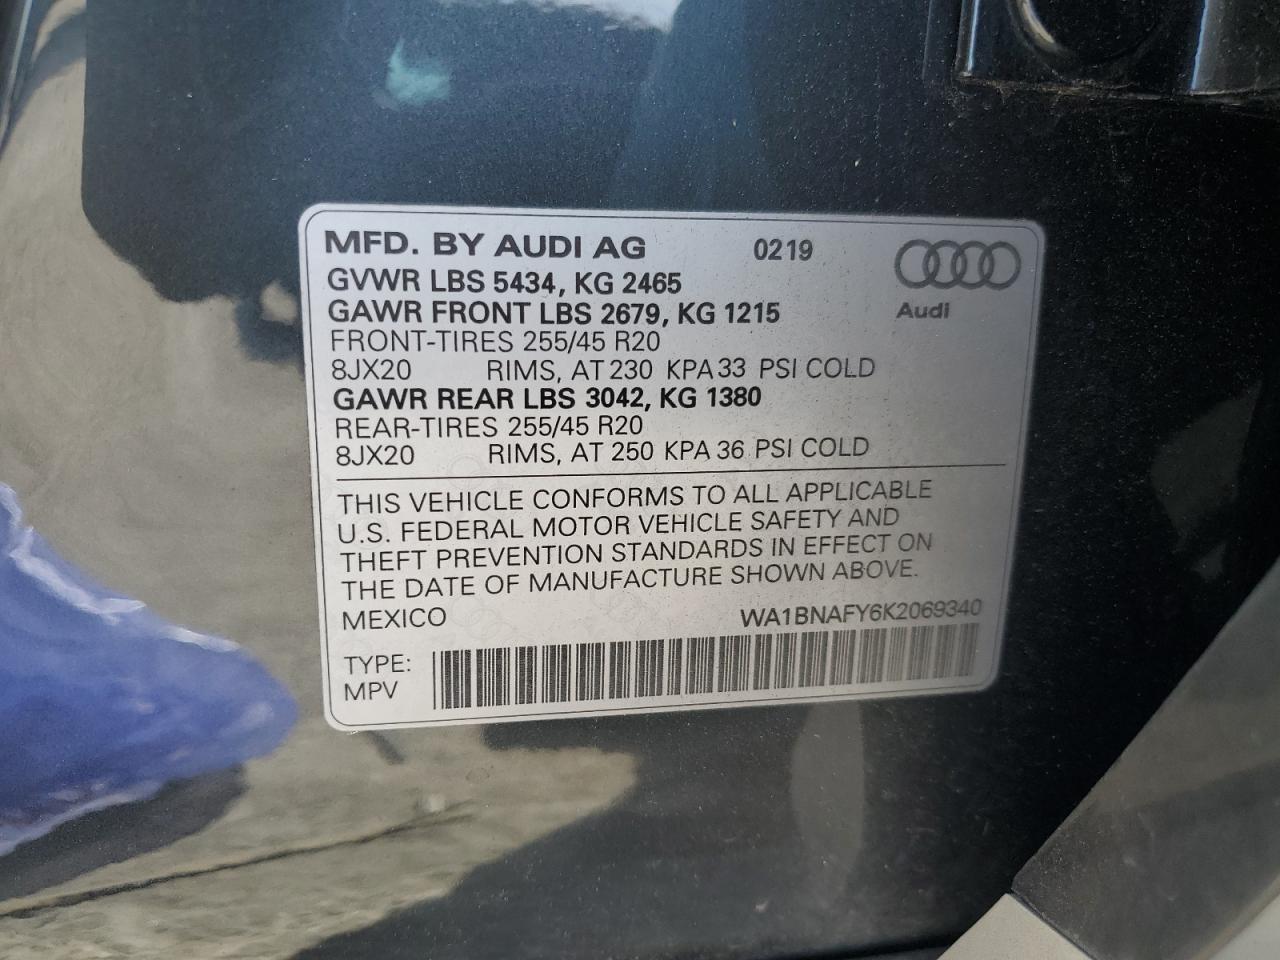 MFD. BY AUDI AG 0219
GVWR LBS 5434, KG 2465
GAWR FRONT LBS 2679, KG 1215
Audi
FRONT-TIRES 255/45 R20
8JX20 RIMS, AT 230 KPA 33 PSI COLD
GAWR REAR LBS 3042, KG 1380
REAR-TIRES 255/45 R20
8JX20 RIMS, AT 250 KPA 36 PSI COLD
THIS VEHICLE CONFORMS TO ALL APPLICABLE
U.S. FEDERAL MOTOR VEHICLE SAFETY AND
THEFT PREVENTION STANDARDS IN EFFECT ON
THE DATE OF MANUFACTURE SHOWN ABOVE.
MEXICO WA1BNAFY6K2069340
TYPE:
MPV